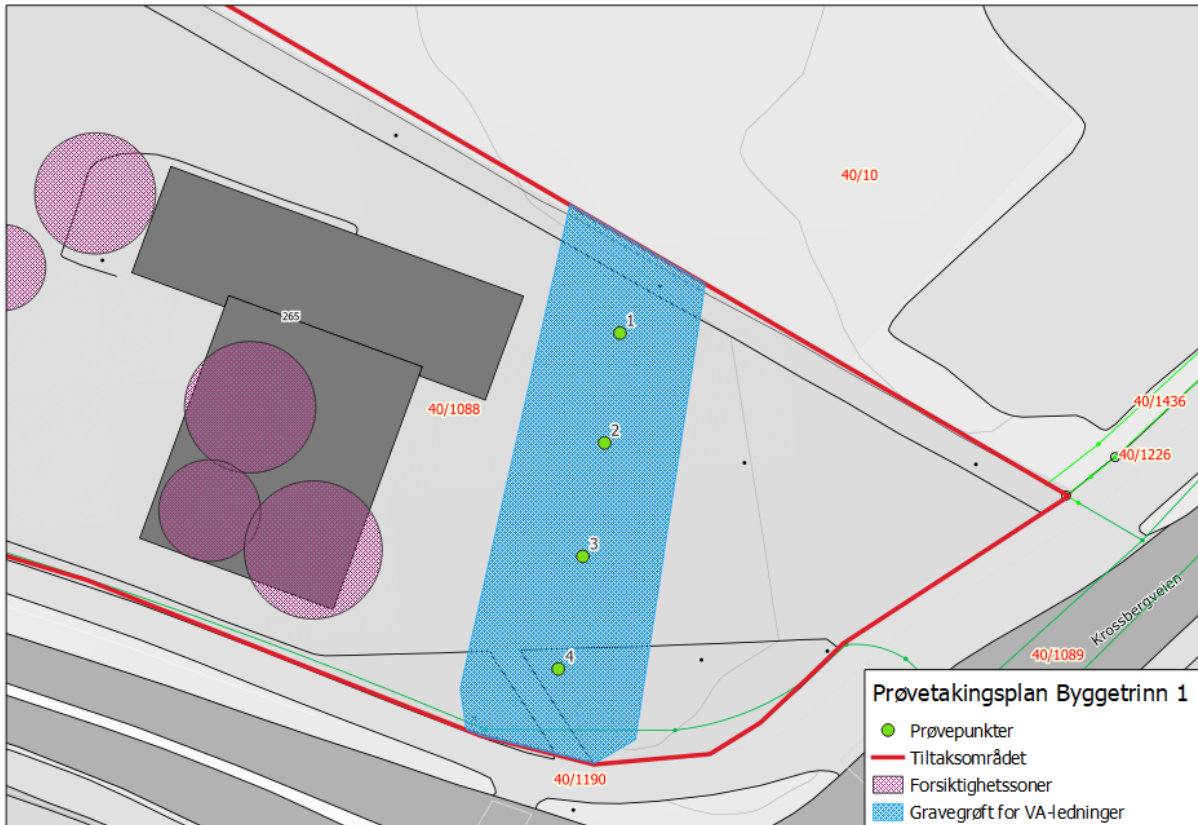 40/10
1
265
40/1436
40/1088
2
40/1226
3
Krossbergveien
40/1089
4
40/1190
Prøvetakingsplan Byggetrinn 1
Prøvepunkter
Tiltaksområdet
Forsiktighetssoner
Gravegrøft for VA-ledninger